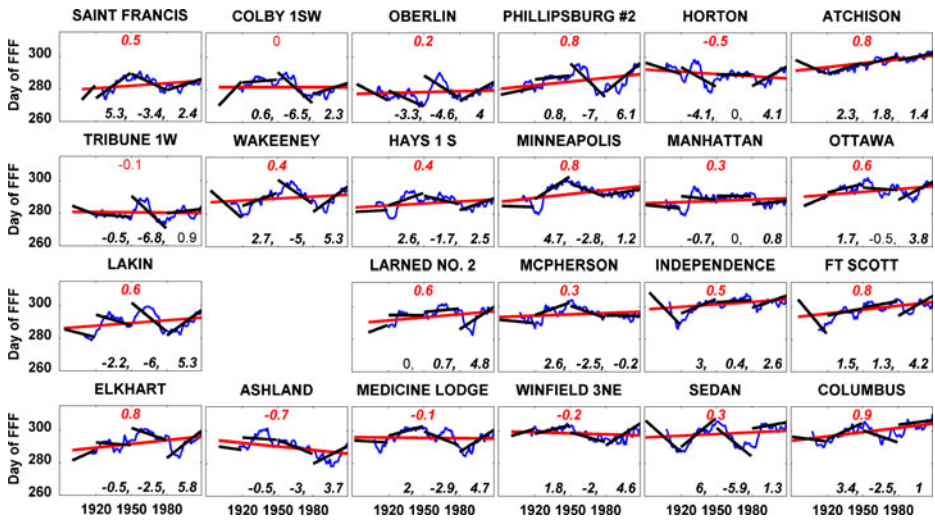 SAINT FRANCIS COLBY 1SW OBERLIN PHILLIPSBURG #2 HORTON ATCHISON
0.5 0 0.2 0.8 -0.5 0.8
Day of FFF
300
280
260
5.3, -3.4, 2.4 0.6, -6.5, 2.3 -3.3, -4.6, 4 0.8, -7, 6.1 -4.1, 0, 4.1 2.3, 1.8, 1.4
TRIBUNE 1W WAKEENEY HAYS 1 S MINNEAPOLIS MANHATTAN OTTAWA
-0.1 0.4 0.4 0.8 0.3 0.6
Day of FFF
300
280
260
-0.5, -6.8, 0.9 2.7, -5, 5.3 2.6, -1.7, 2.5 4.7, -2.8, 1.2 -0.7, 0, 0.8 1.7, -0.5, 3.8
LAKIN LARNED NO. 2 MCPHERSON INDEPENDENCE FT SCOTT
0.6 0.6 0.3 0.5 0.8
Day of FFF
300
280
260
-2.2, -6, 5.3 0, 0.7, 4.8 2.6, -2.5, -0.2 3, 0.4, 2.6 1.5, 1.3, 4.2
ELKHART ASHLAND MEDICINE LODGE WINFIELD 3NE SEDAN COLUMBUS
0.8 -0.7 -0.1 -0.2 0.3 0.9
Day of FFF
300
280
260
-0.5, -2.5, 5.8 -0.5, -3, 3.7 2, -2.9, 4.7 1.8, -2, 4.6 6, -5.9, 1.3 3.4, -2.5, 1
1920 1950 1980 1920 1950 1980 1920 1950 1980 1920 1950 1980 1920 1950 1980 1920 1950 1980